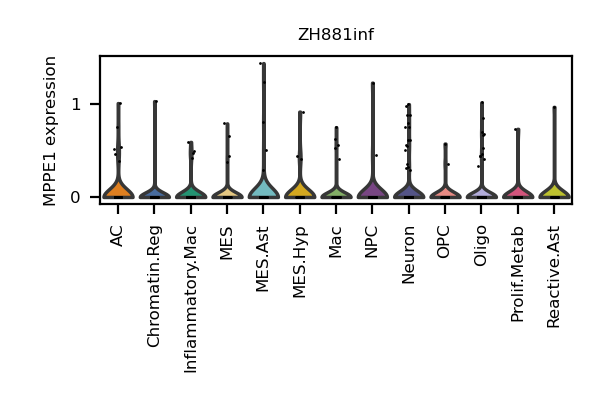 ZH881inf
MPPE1 expression
1
0
AC
Chromatin.Reg
Inflammatory.Mac
MES
MES.Ast
MES.Hyp
Mac
NPC
Neuron
OPC
Oligo
Prolif.Metab
Reactive.Ast